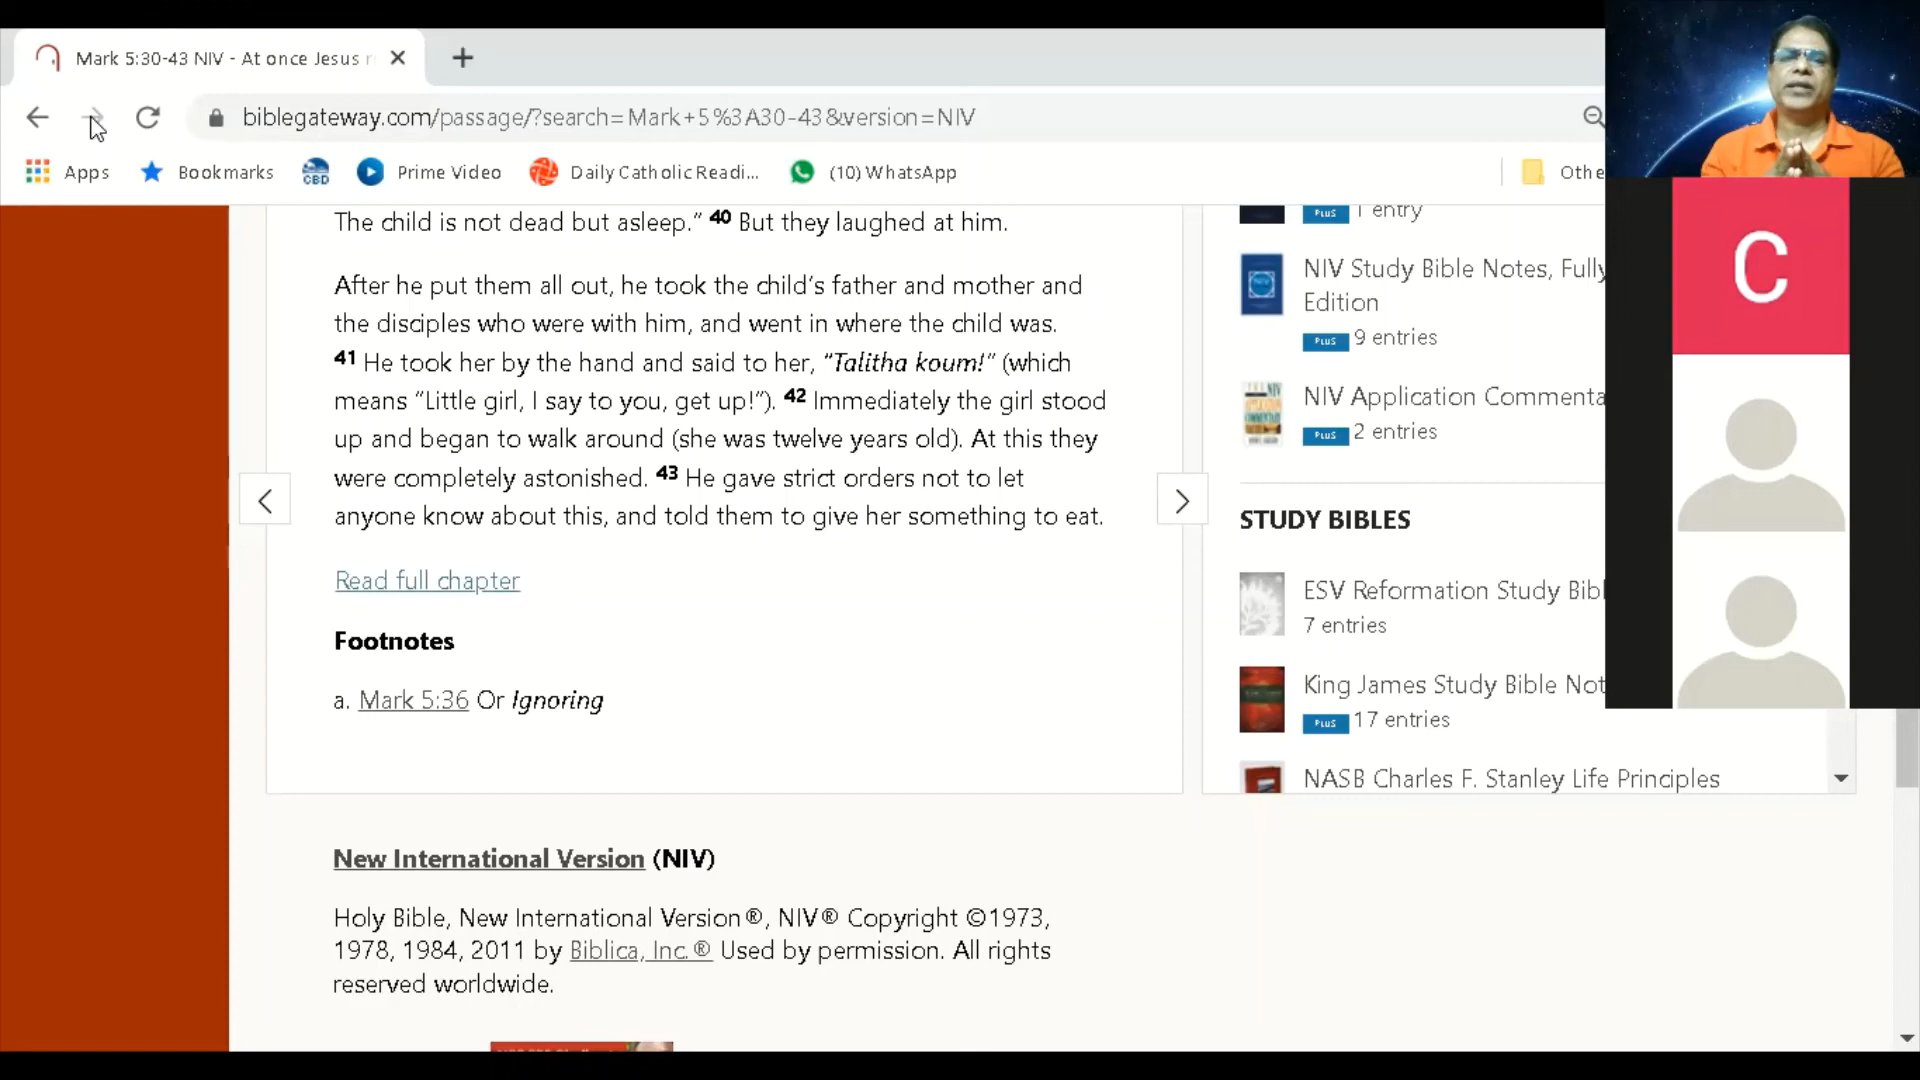 Mark 5:30-43 NIV - At once Jesus r
biblegateway.com/passage/?search=Mark+5%3A30-43&version=NIV
Apps Bookmarks CBD Prime Video Daily Catholic Readi... (10) WhatsApp Othe
The child is not dead but asleep.” 40 But they laughed at him.
After he put them all out, he took the child’s father and mother and
the disciples who were with him, and went in where the child was.
41 He took her by the hand and said to her, “Talitha koum!” (which
means “Little girl, I say to you, get up!”). 42 Immediately the girl stood
up and began to walk around (she was twelve years old). At this they
were completely astonished. 43 He gave strict orders not to let
anyone know about this, and told them to give her something to eat.
Read full chapter
Footnotes
a. Mark 5:36 Or Ignoring
New International Version (NIV)
Holy Bible, New International Version®, NIV® Copyright ©1973,
1978, 1984, 2011 by Biblica, Inc.® Used by permission. All rights
reserved worldwide.
PLUS 1 entry
NIV Study Bible Notes, Fully
Edition
PLUS 9 entries
NIV Application Commenta
PLUS 2 entries
STUDY BIBLES
ESV Reformation Study Bibl
7 entries
King James Study Bible Not
PLUS 17 entries
NASB Charles F. Stanley Life Principles
C